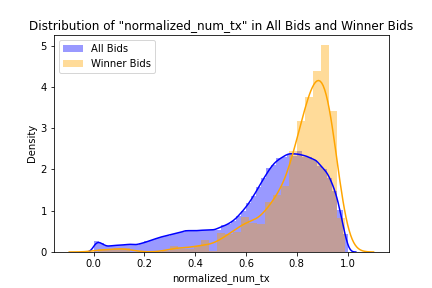 Distribution of "normalized_num_tx" in All Bids and Winner Bids
All Bids
Winner Bids
Density
5
4
3
2
1
0
0.0 0.2 0.4 0.6 0.8 1.0
normalized_num_tx